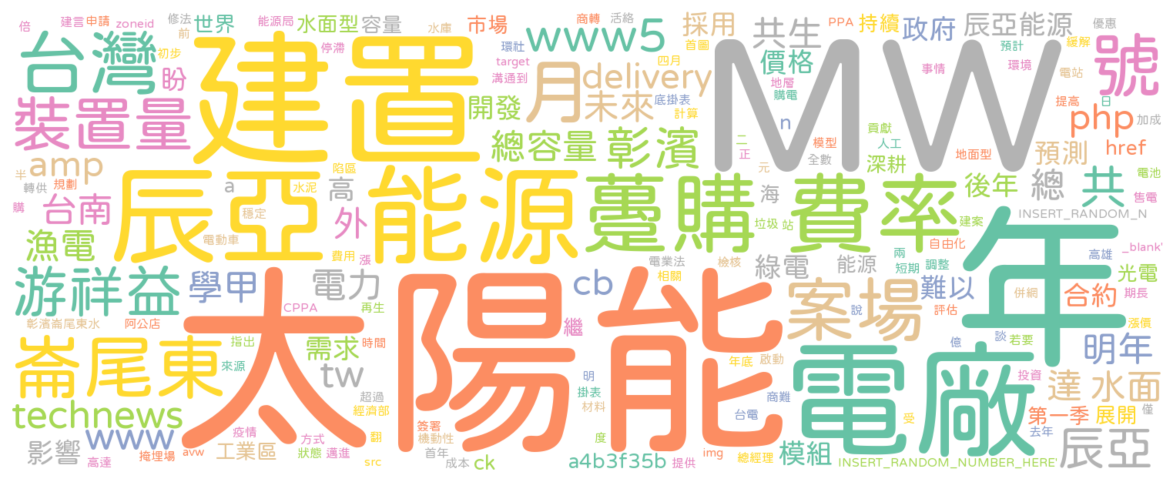 倍 建言 申請 zoneid 修法 世界 能源局 水面型 容量 水庫 市場 商轉 活絡 採用 共生 PPA 持續 政府 辰亞能源 優惠
前 停滯 環社 www5 首圖 預計 緩解
台灣 初步 盼 建置 target 四月 價格 MW 事情 環境 電站 號
溝通到 月 delivery 地層
裝置量 開發 未來 底掛表 計算 購電 n 提高 日
總容量 彰濱 二 正 模型 貢獻 人工 php 加成
amp 全數 深耕 地面型 預測 href
半 轉供 規劃 a 水泥 陷區 高 元 電池
購 台南 辰亞 能源 躉購 費率 海 後年 總 共 售電
穩定 外 垃圾 站 建案 INSERT_RANDOM_N
漁電 電動車 費用 漲 電業法 檢核 兩 自由化 高雄 _blank'
游祥益 學甲 電力 cb 相關 綠電 能源 短期 調整 難以 併網 光電
CPPA 再生 太陽能 案場 說 年 評估 合約 期長
彰濱崙尾東水 阿公店 繼 億 談 若要 漲價
崙尾東 指出 需求 時間 年底 啟動 明年
來源 tw 明 掛表 商難 電廠 投資 達 水面
technews 超過 經濟部 材料 台電 受 第一季 展開 僅
www 疫情 方式 簽署 度 去年
影響 掩埋場 工業區 狀態 邁進 翻 機動性 模組 辰亞
高達 avw src 首年 成本 ck a4b3f35b 提供 img 總經理 INSERT_RANDOM_NUMBER_HERE'